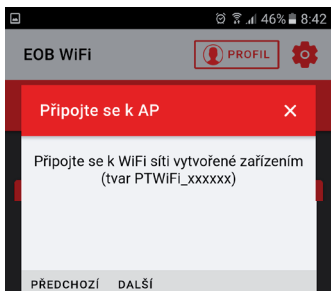 46% 8:42
EOB WiFi
PROFIL
Připojte se k AP
Připojte se k WiFi síti vytvořené zařízením
(tvar PTWiFi_xxxxxx)
PŘEDCHOZÍ DALŠÍ